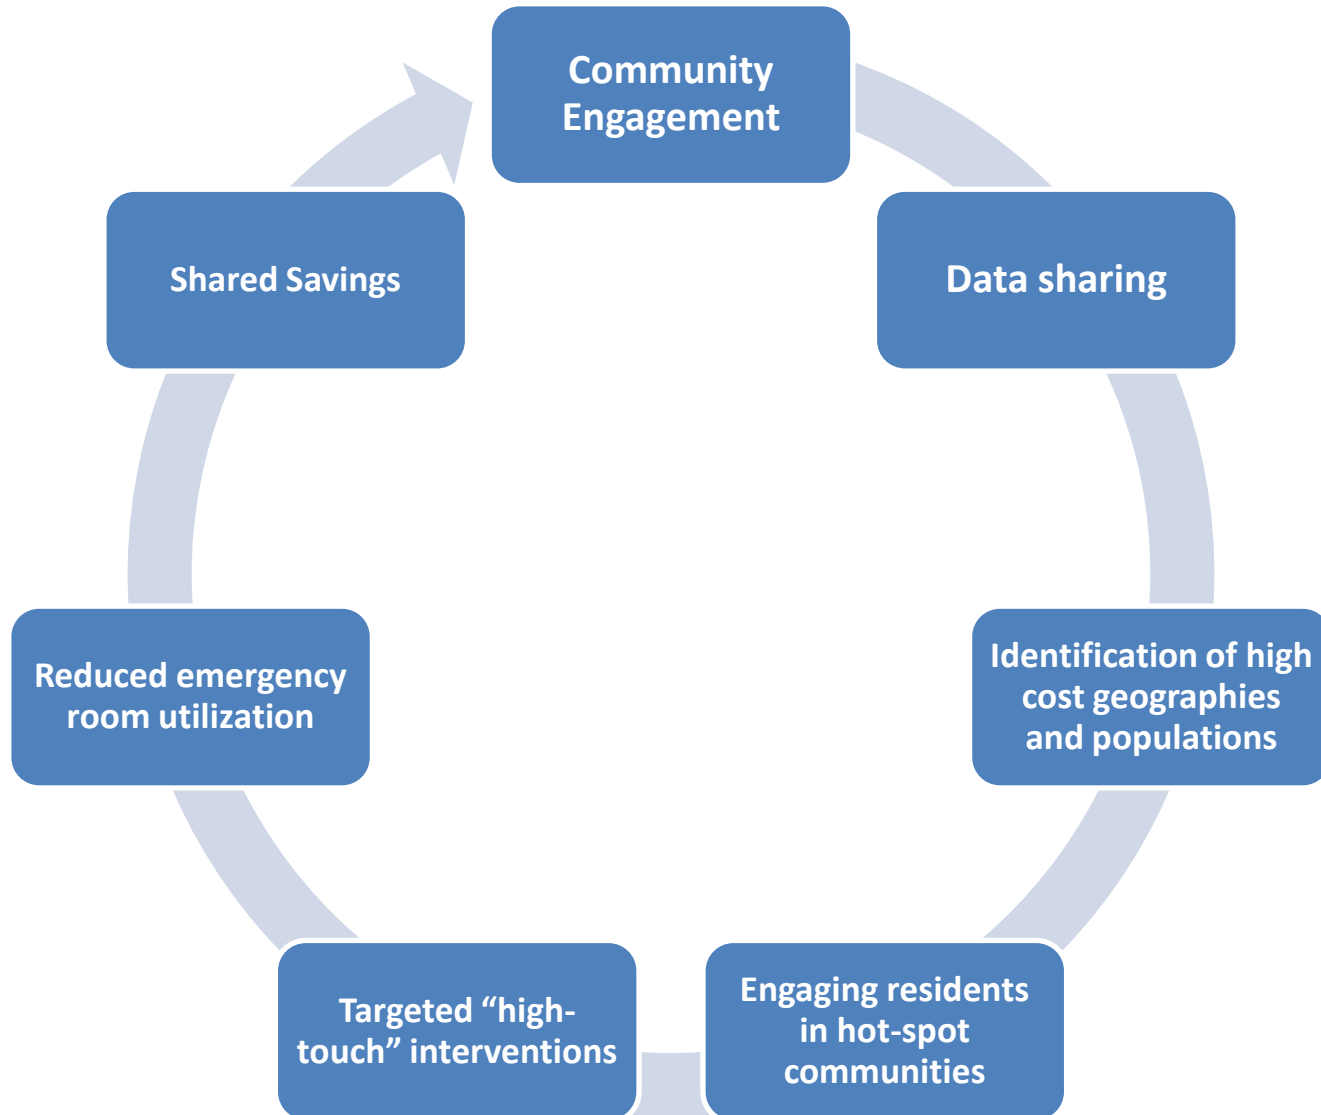 Community
Engagement
Data sharing
Identification of high
cost geographies
and populations
Engaging residents
in hot-spot
communities
Targeted “high-
touch” interventions
Reduced emergency
room utilization
Shared Savings